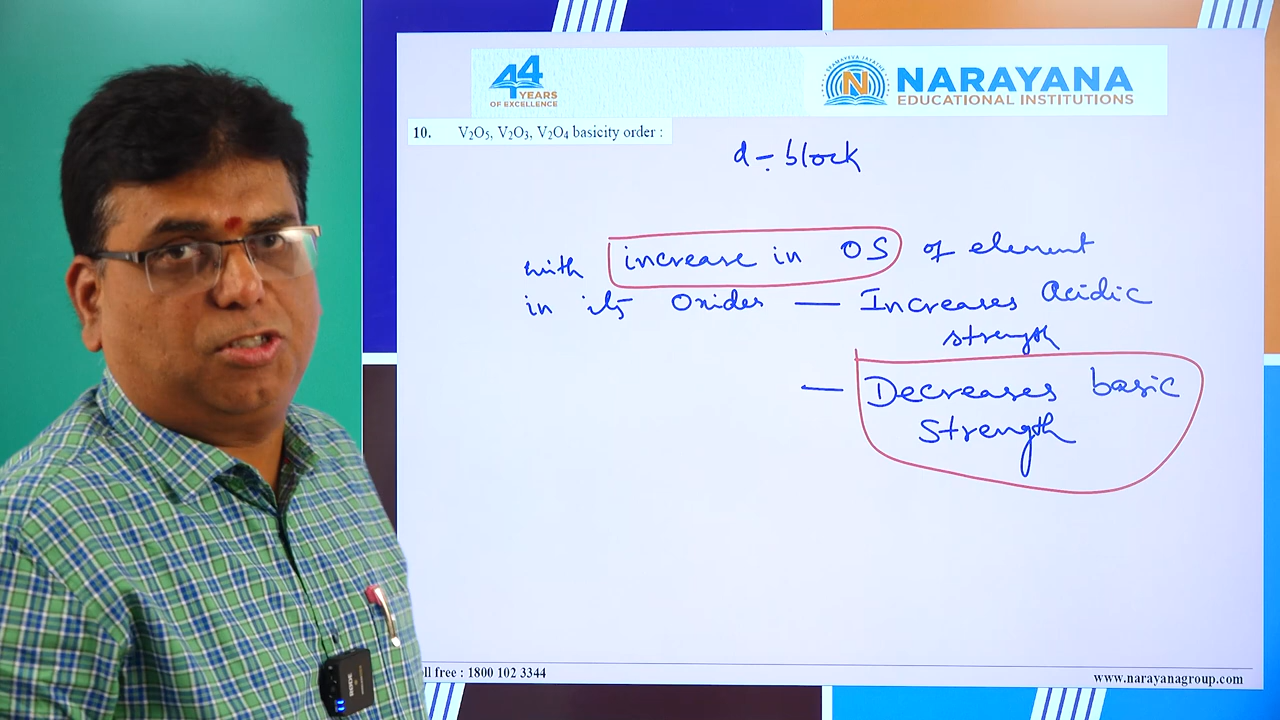 44
YEARS
OF EXCELLENCE
N
NARAYANA
EDUCATIONAL INSTITUTIONS
10. V₂O₅, V₂O₃, V₂O₄ basicity order :
d - block
with increase in OS of element
in its Oxides — Increases Acidic
strength
— Decreases basic
strength
oll free : 1800 102 3344
www.narayanagroup.com